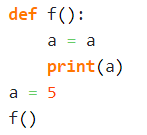 def f():
    a = a
    print(a)
a = 5
f()